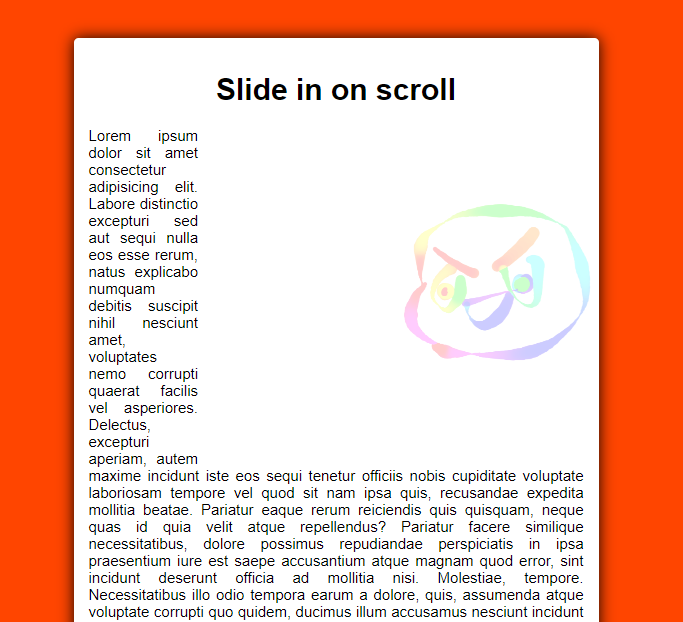 Slide in on scroll
Lorem ipsum
dolor sit amet
consectetur
adipisicing elit.
Labore distinctio
excepturi sed
aut sequi nulla
eos esse rerum,
natus explicabo
numquam
debitis suscipit
nihil nesciunt
amet,
voluptates
nemo corrupti
quaerat facilis
vel asperiores.
Delectus,
excepturi
aperiam, autem
maxime incidunt iste eos sequi tenetur officiis nobis cupiditate voluptate
laboriosam tempore vel quod sit nam ipsa quis, recusandae expedita
mollitia beatae. Pariatur eaque rerum reiciendis quis quisquam, neque
quas id quia velit atque repellendus? Pariatur facere similique
necessitatibus, dolore possimus repudiandae perspiciatis in ipsa
praesentium iure est saepe accusantium atque magnam quod error, sint
incidunt deserunt officia ad mollitia nisi. Molestiae, tempore.
Necessitatibus illo odio tempora earum a dolore, quis, assumenda atque
voluptate corrupti quo quidem, ducimus illum accusamus nesciunt incidunt